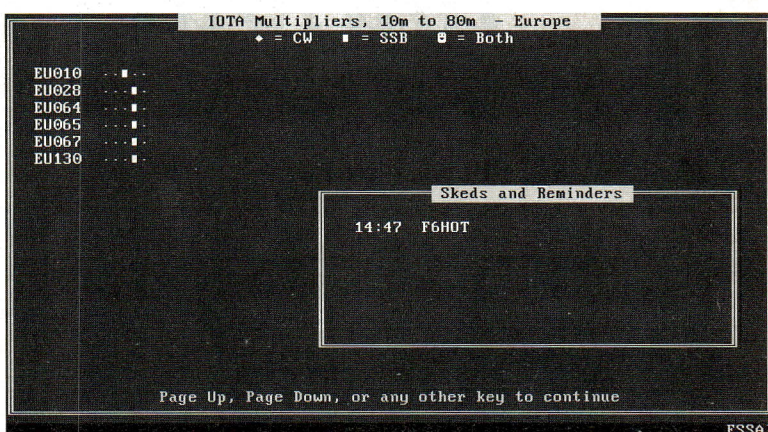 IOTA Multipliers, 10m to 80m - Europe
♦ = CW ▮ = SSB ◘ = Both
EU010 ··▮··
EU028 ···▮·
EU064 ···▮·
EU065 ···▮·
EU067 ···▮·
EU130 ···▮·
Skeds and Reminders
14:47 F6HOT
Page Up, Page Down, or any other key to continue
ESSAI